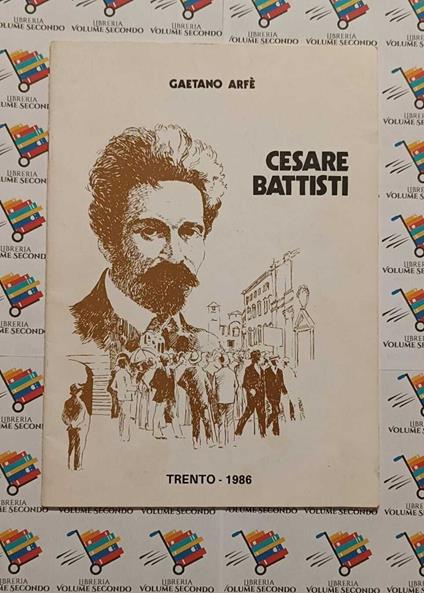 GAETANO ARFÈ
CESARE
BATTISTI
TRENTO - 1986
LIBRERIA
VOLUME SECONDO